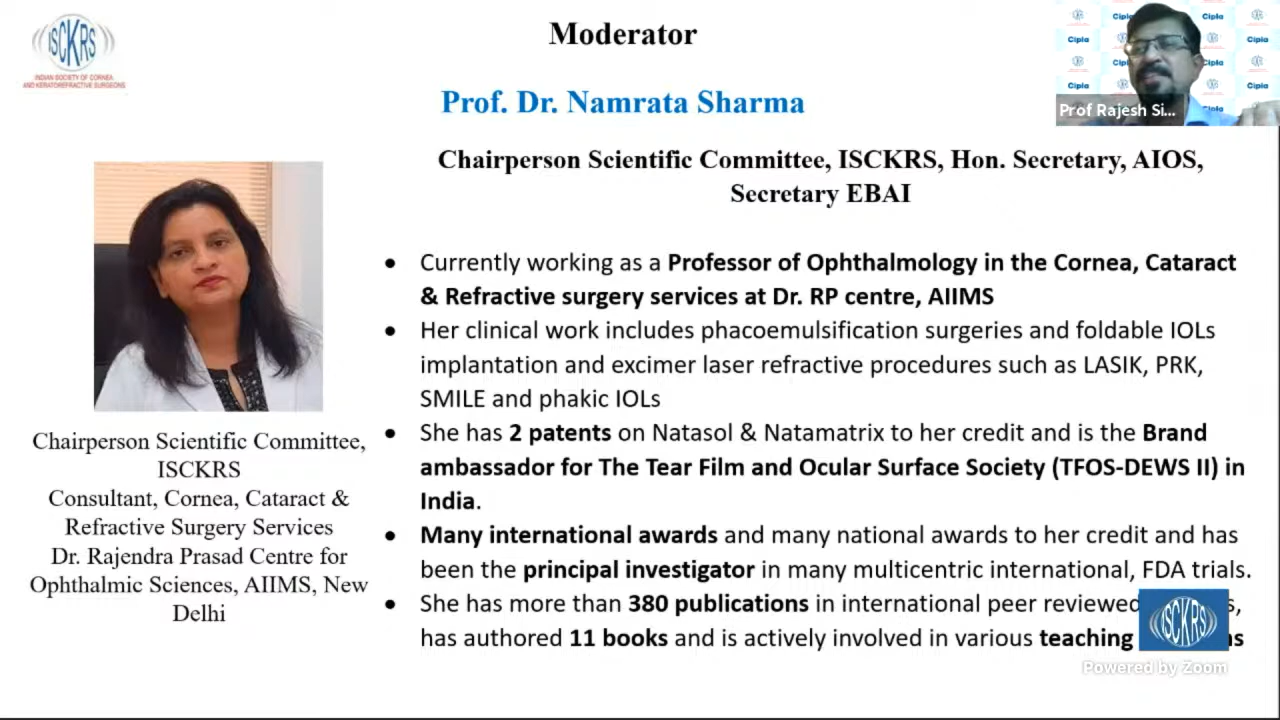 ISCKRS
INDIAN SOCIETY OF CORNEA
AND KERATOREFRACTIVE SURGEONS
Moderator
Prof. Dr. Namrata Sharma
Cipla
Cipla
Cipla
Cipla
Cipla
Prof Rajesh Si...
Chairperson Scientific Committee, ISCKRS, Hon. Secretary, AIOS,
Secretary EBAI
• Currently working as a Professor of Ophthalmology in the Cornea, Cataract
& Refractive surgery services at Dr. RP centre, AIIMS
• Her clinical work includes phacoemulsification surgeries and foldable IOLs
implantation and excimer laser refractive procedures such as LASIK, PRK,
SMILE and phakic IOLs
• She has 2 patents on Natasol & Natamatrix to her credit and is the Brand
ambassador for The Tear Film and Ocular Surface Society (TFOS-DEWS II) in
India.
• Many international awards and many national awards to her credit and has
been the principal investigator in many multicentric international, FDA trials.
• She has more than 380 publications in international peer reviewed
has authored 11 books and is actively involved in various teaching
Chairperson Scientific Committee,
ISCKRS
Consultant, Cornea, Cataract &
Refractive Surgery Services
Dr. Rajendra Prasad Centre for
Ophthalmic Sciences, AIIMS, New
Delhi
ISCKRS
Powered by Zoom